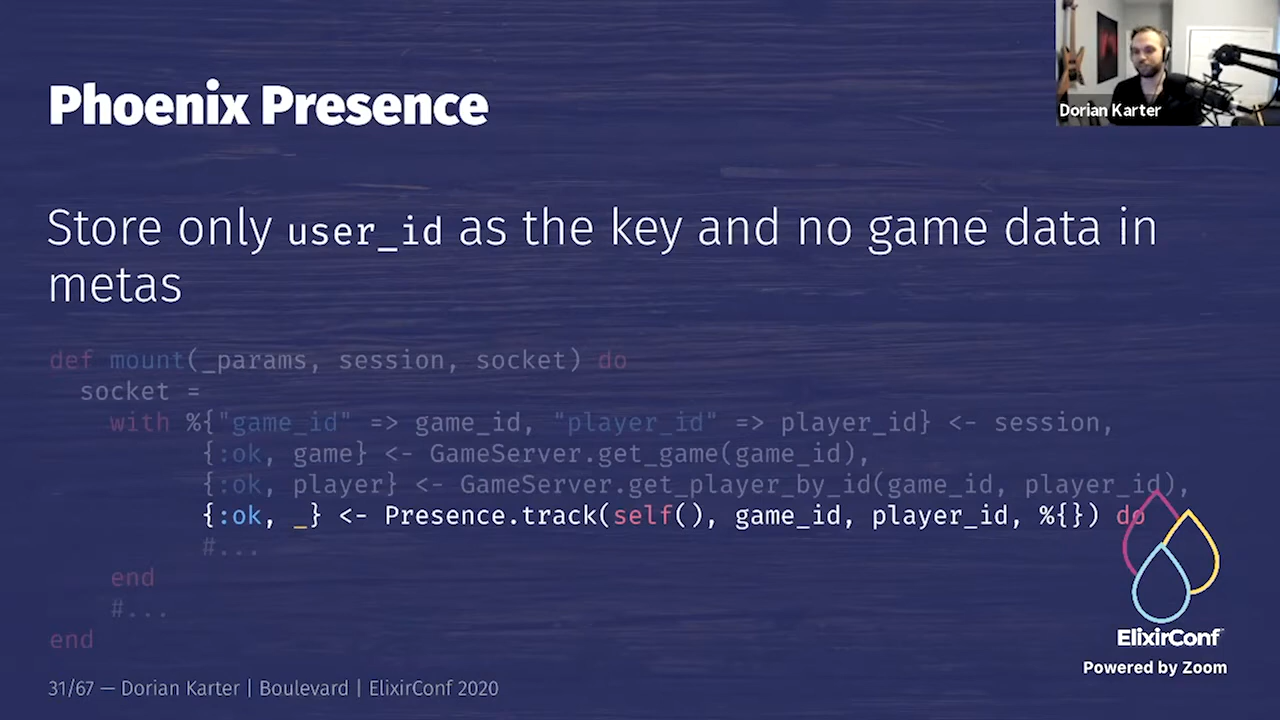 Dorian Karter
Phoenix Presence
Store only user_id as the key and no game data in
metas
def mount(_params, session, socket) do
  socket =
    with %{"game_id" => game_id, "player_id" => player_id} <- session,
          {:ok, game} <- GameServer.get_game(game_id),
          {:ok, player} <- GameServer.get_player_by_id(game_id, player_id),
          {:ok, _} <- Presence.track(self(), game_id, player_id, %{}) do
          #...
    end
    #...
end
ElixirConf
Powered by Zoom
31/67 — Dorian Karter | Boulevard | ElixirConf 2020